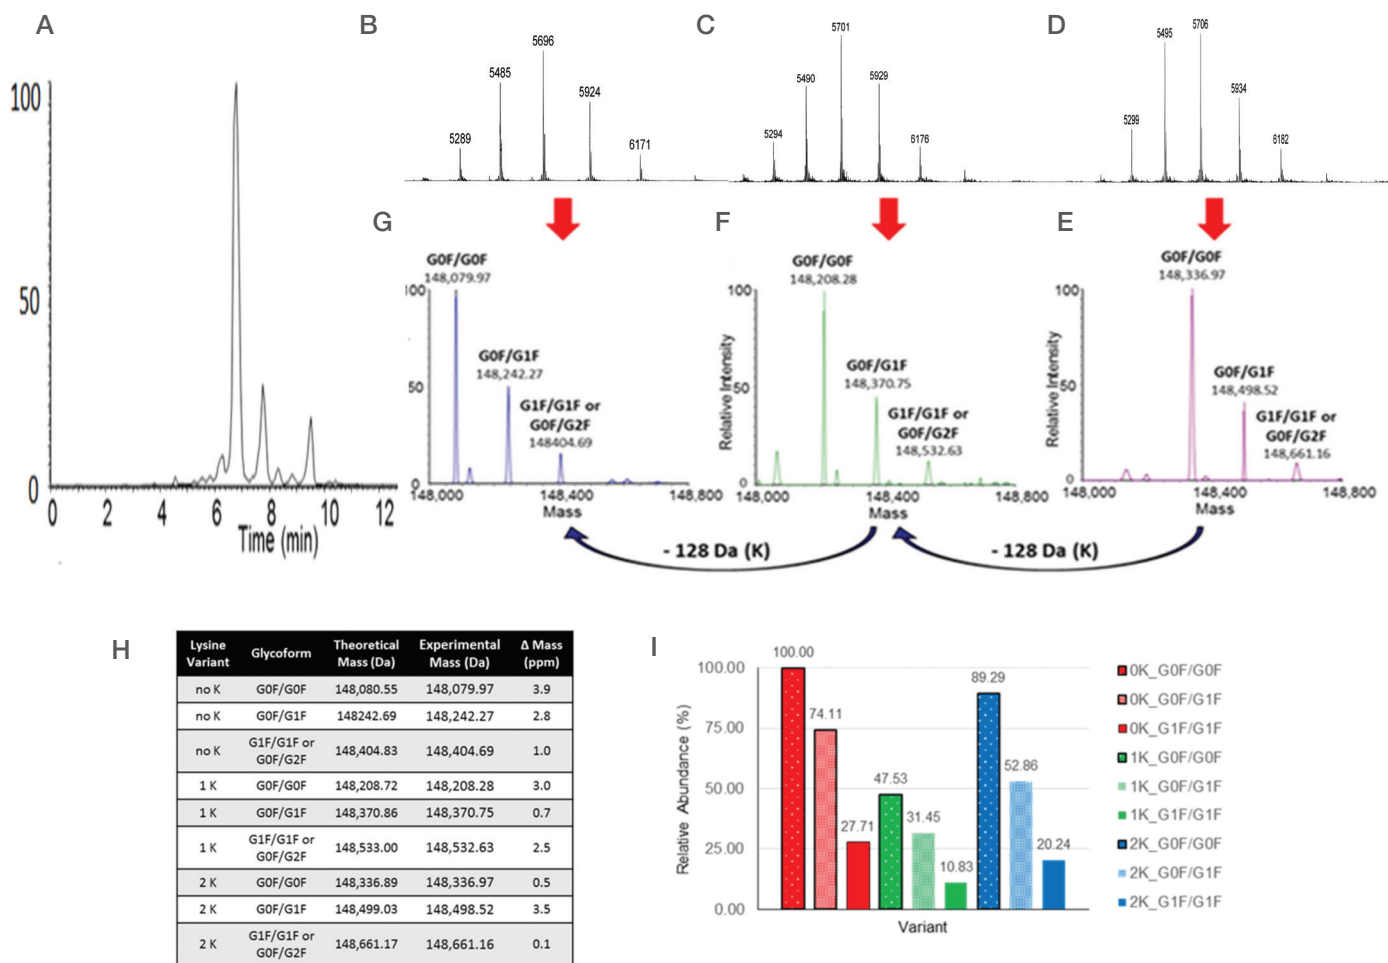 A
100
50
0
0
2
4
6
8
10
12
Time (min)
B
5289
5485
5696
5924
6171
C
5294
5490
5701
5929
6176
D
5299
5495
5706
5934
6182
G
G0F/G0F
148,079.97
G0F/G1F
148,242.27
G1F/G1F or
G0F/G2F
148404.69
00
50
0
148,000
148,400
148,800
Mass
F
G0F/G0F
148,208.28
G0F/G1F
148,370.75
G1F/G1F or
G0F/G2F
148,532.63
Relative Intensity
100
50
0
148,000
148,400
148,800
Mass
E
G0F/G0F
148,336.97
G0F/G1F
148,498.52
G1F/G1F or
G0F/G2F
148,661.16
Relative Intensity
100
50
0
148,000
148,400
148,800
Mass
- 128 Da (K)
- 128 Da (K)
H
Lysine Variant Glycoform Theoretical Mass (Da) Experimental Mass (Da) Δ Mass (ppm)
no K G0F/G0F 148,080.55 148,079.97 3.9
no K G0F/G1F 148242.69 148,242.27 2.8
no K G1F/G1F or G0F/G2F 148,404.83 148,404.69 1.0
1 K G0F/G0F 148,208.72 148,208.28 3.0
1 K G0F/G1F 148,370.86 148,370.75 0.7
1 K G1F/G1F or G0F/G2F 148,533.00 148,532.63 2.5
2 K G0F/G0F 148,336.89 148,336.97 0.5
2 K G0F/G1F 148,499.03 148,498.52 3.5
2 K G1F/G1F or G0F/G2F 148,661.17 148,661.16 0.1
I
Relative Abundance (%)
100.00
75.00
50.00
25.00
0.00
100.00
74.11
27.71
47.53
31.45
10.83
89.29
52.86
20.24
Variant
0K_G0F/G0F
0K_G0F/G1F
0K_G1F/G1F
1K_G0F/G0F
1K_G0F/G1F
1K_G1F/G1F
2K_G0F/G0F
2K_G0F/G1F
2K_G1F/G1F